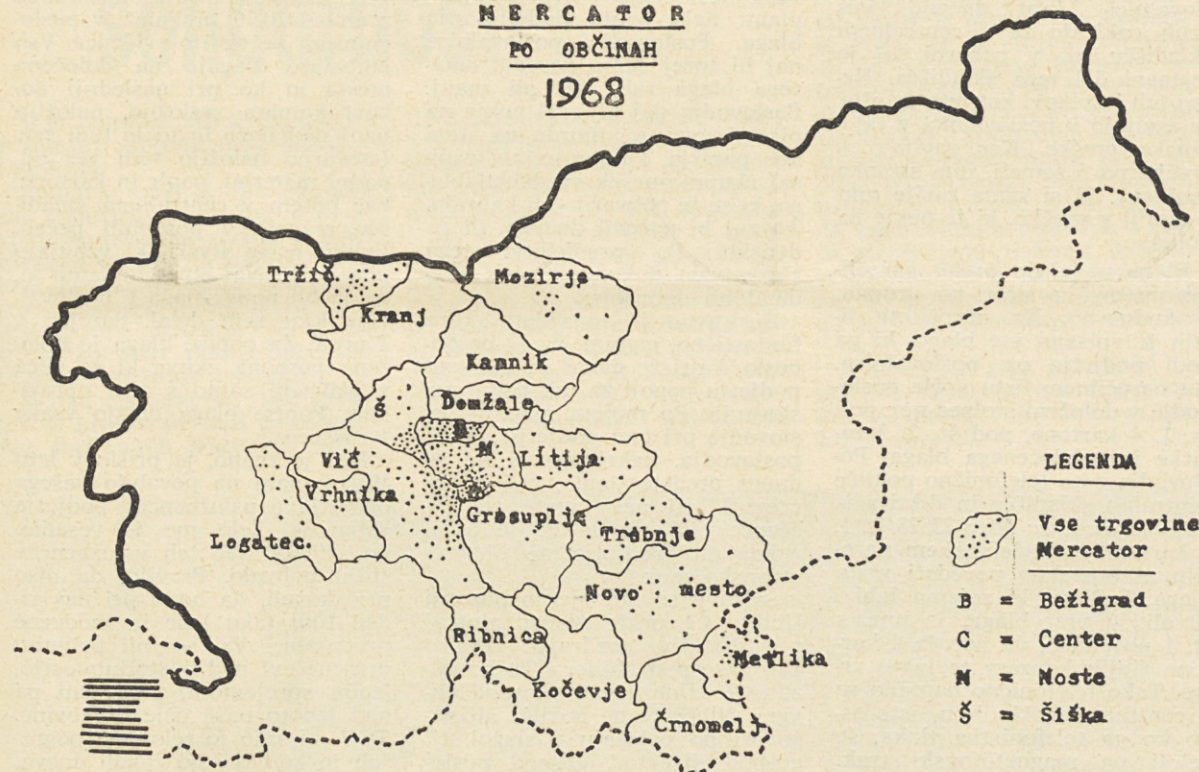 MERCATOR
PO OBČINAH
1968
Tržič
Mozirje
Kranj
Kamnik
Š
Domžale
B
M
Litija
Vič
Vrhnika
C
Grosuplje
Logatec
Trebnje
Novo mesto
Ribnica
Metlika
Kočevje
Črnomelj
LEGENDA
Vse trgovine
Mercator
B = Bežigrad
C = Center
M = Moste
Š = Šiška